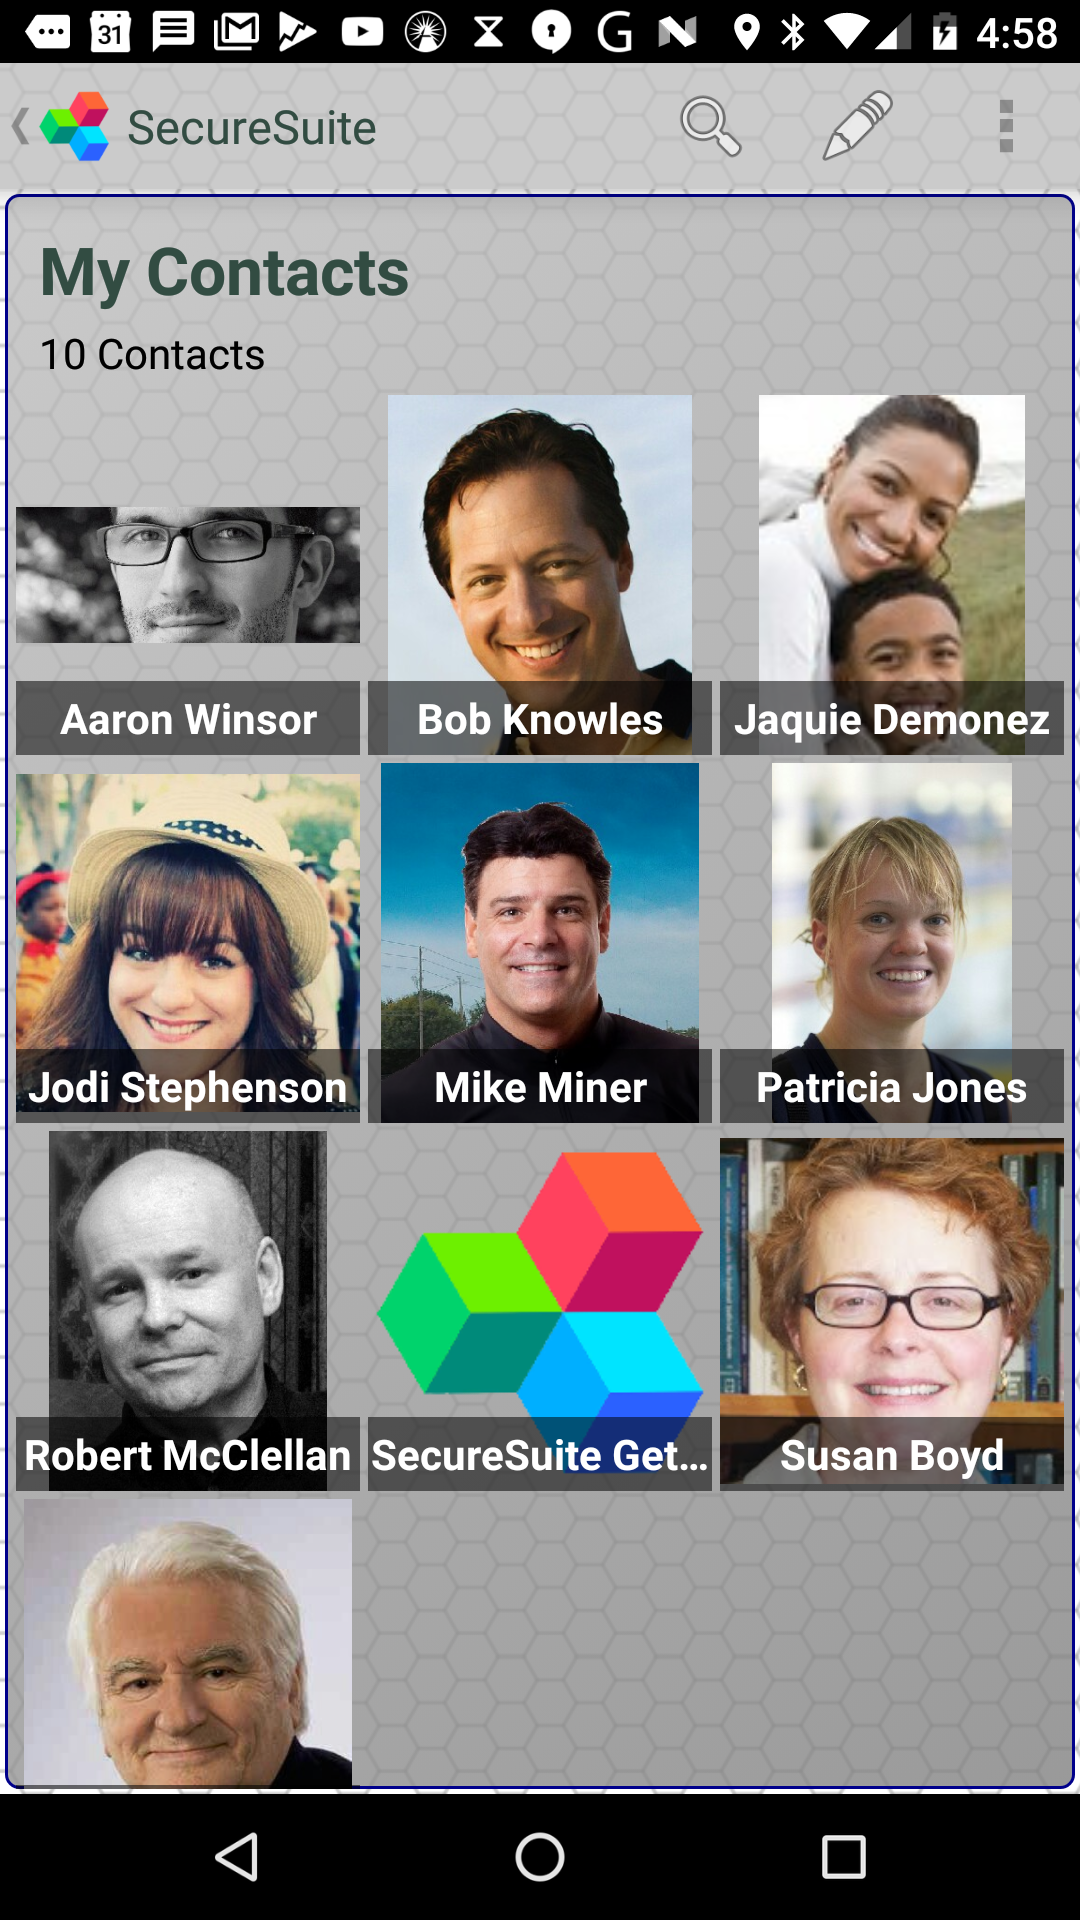 31
4:58
SecureSuite
My Contacts
10 Contacts
Aaron Winsor
Bob Knowles
Jaquie Demonez
Jodi Stephenson
Mike Miner
Patricia Jones
Robert McClellan
SecureSuite Get...
Susan Boyd